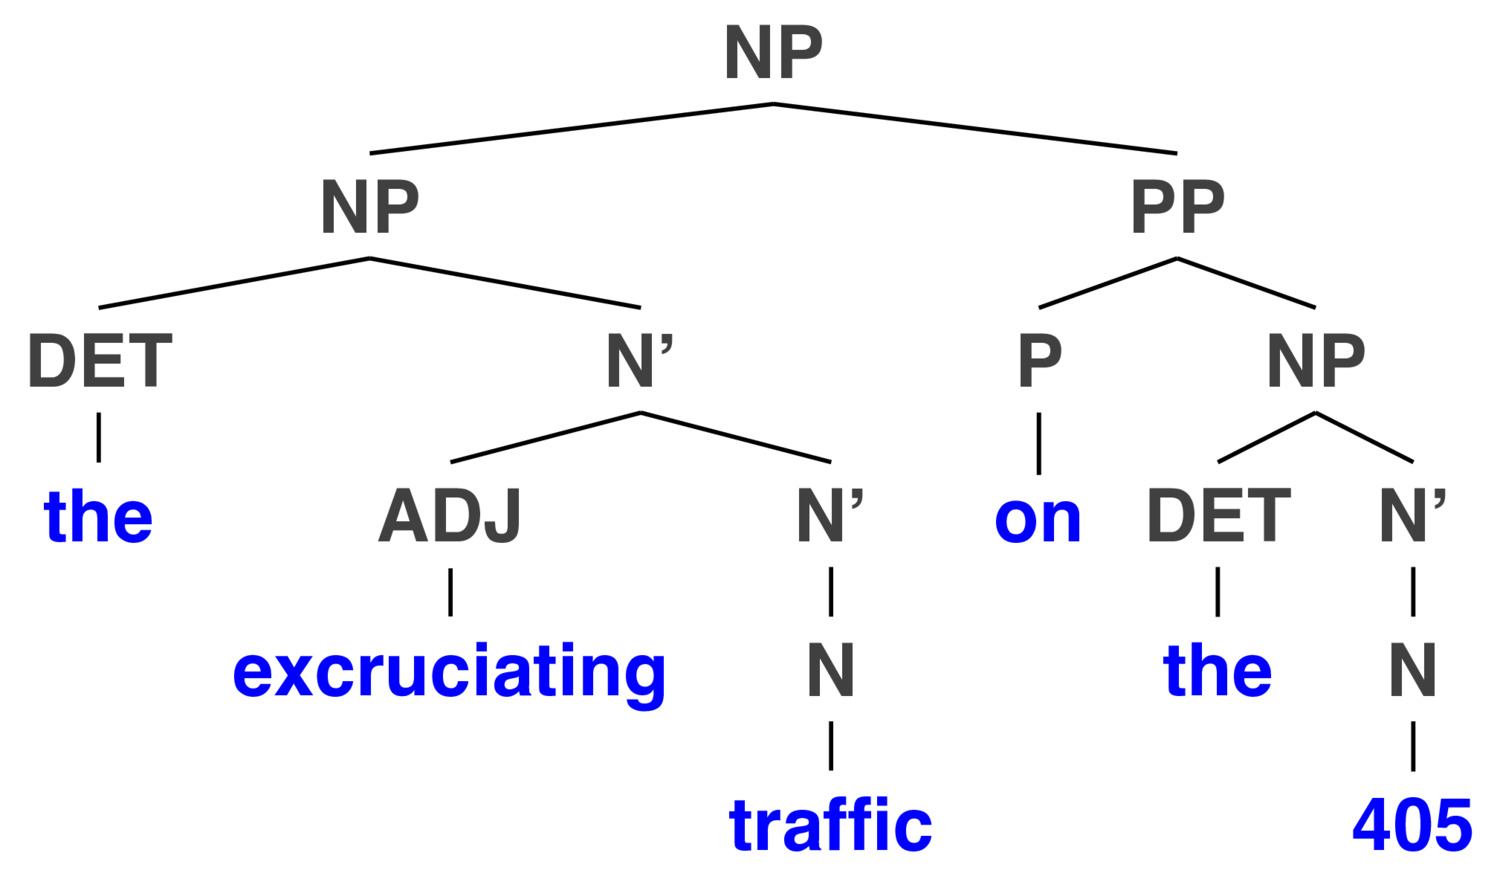 NP
NP PP
DET N’ P NP
the ADJ N’ on DET N’
excruciating N the N
traffic 405